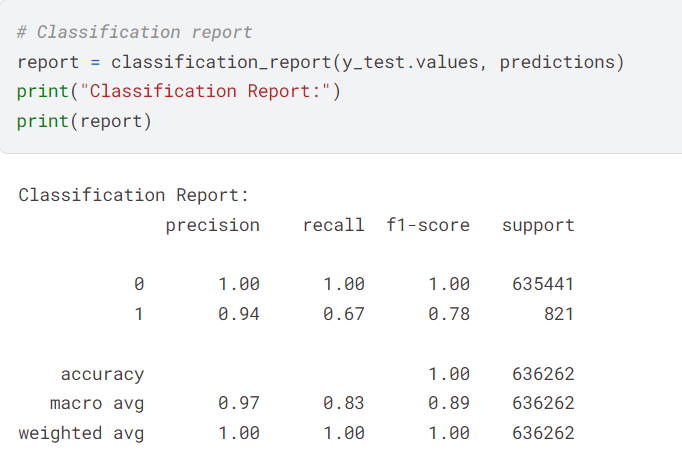 # Classification report
report = classification_report(y_test.values, predictions)
print("Classification Report:")
print(report)
Classification Report:
precision recall f1-score support
0 1.00 1.00 1.00 635441
1 0.94 0.67 0.78 821
accuracy 1.00 636262
macro avg 0.97 0.83 0.89 636262
weighted avg 1.00 1.00 1.00 636262